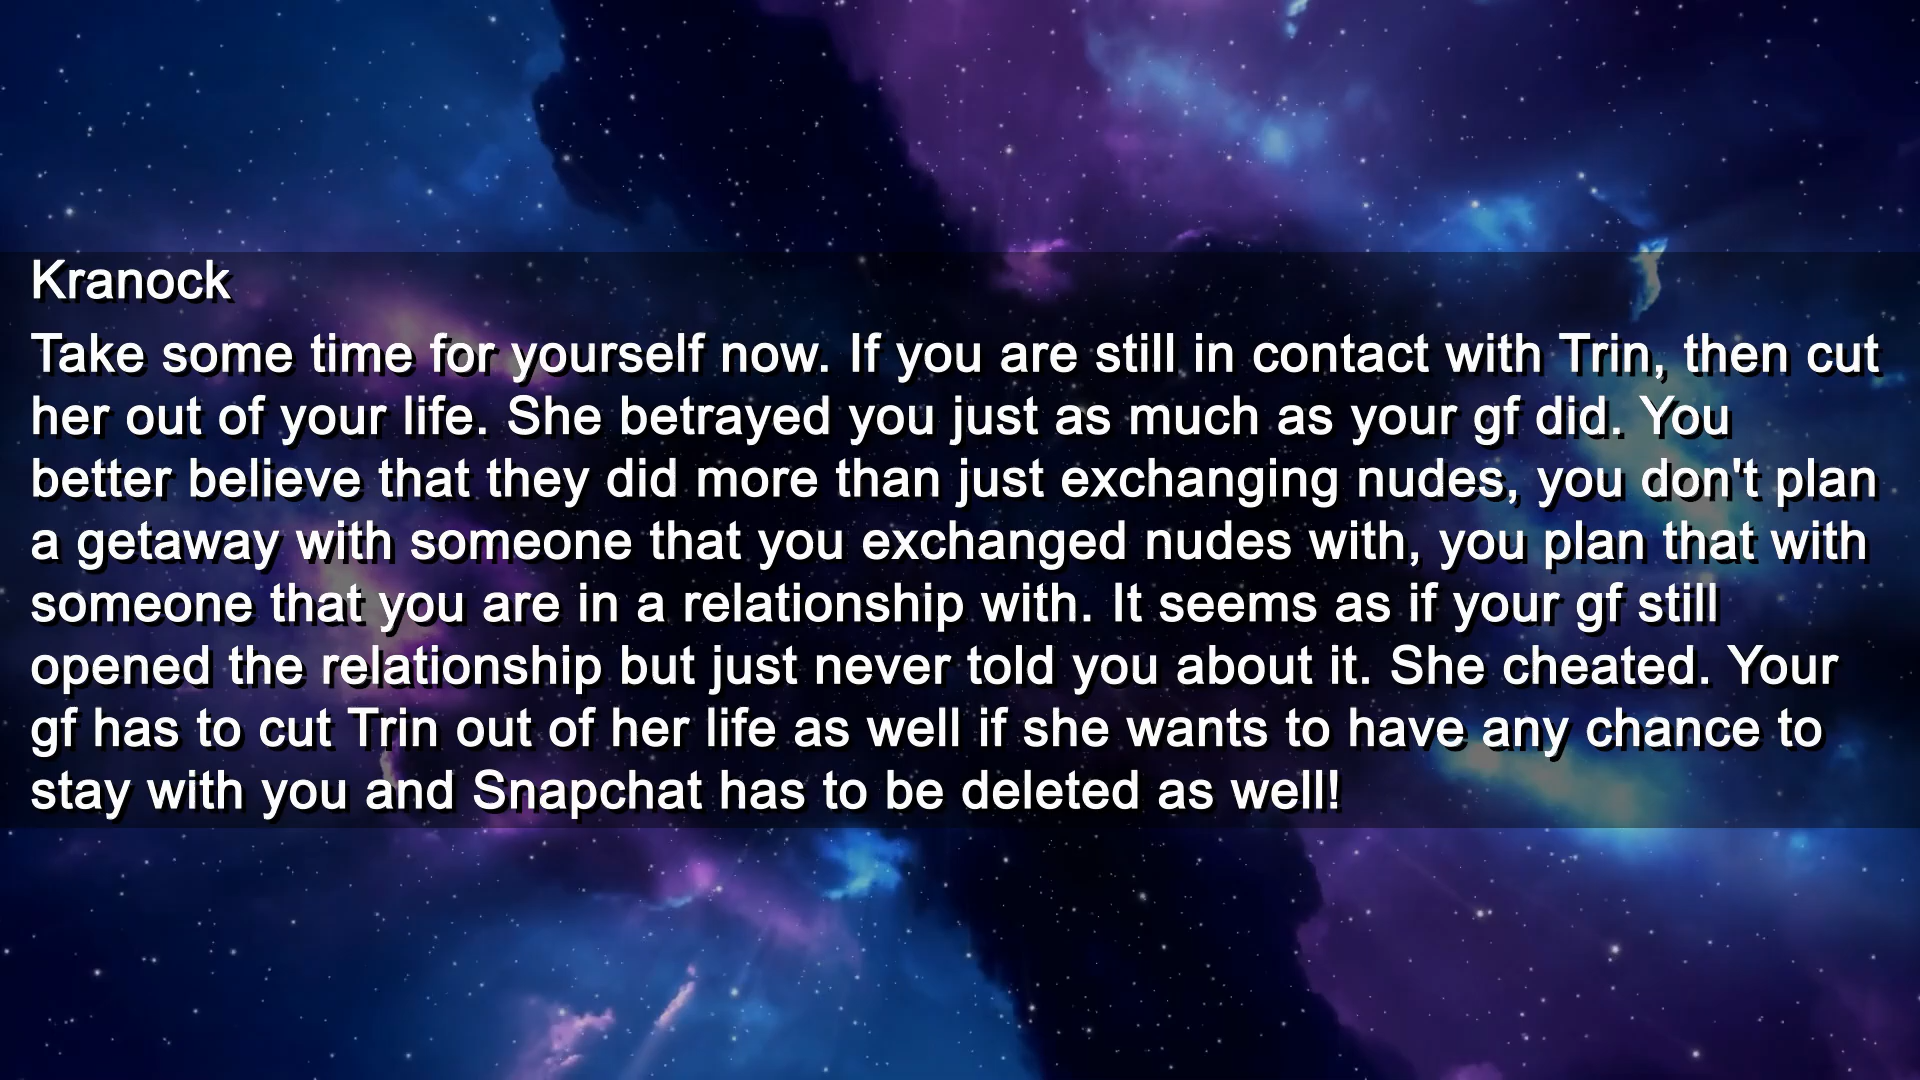 Kranock
Take some time for yourself now. If you are still in contact with Trin, then cut
her out of your life. She betrayed you just as much as your gf did. You
better believe that they did more than just exchanging nudes, you don't plan
a getaway with someone that you exchanged nudes with, you plan that with
someone that you are in a relationship with. It seems as if your gf still
opened the relationship but just never told you about it. She cheated. Your
gf has to cut Trin out of her life as well if she wants to have any chance to
stay with you and Snapchat has to be deleted as well!